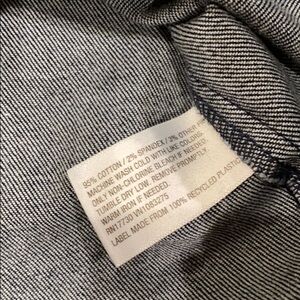 95% COTTON / 2% SPANDEX / 3% OTHER
MACHINE WASH COLD WITH LIKE COLORS.
ONLY NON-CHLORINE BLEACH IF NEEDED.
TUMBLE DRY LOW. REMOVE PROMPTLY.
WARM IRON IF NEEDED.
RN17730 VN1083275
LABEL MADE FROM 100% RECYCLED PLASTIC